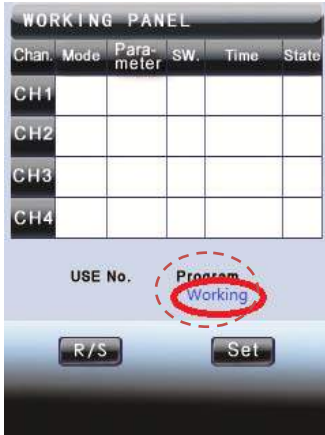 WORKING PANEL
Chan. Mode Para-meter SW. Time State
CH1
CH2
CH3
CH4
USE No. Program
Working
R/S Set